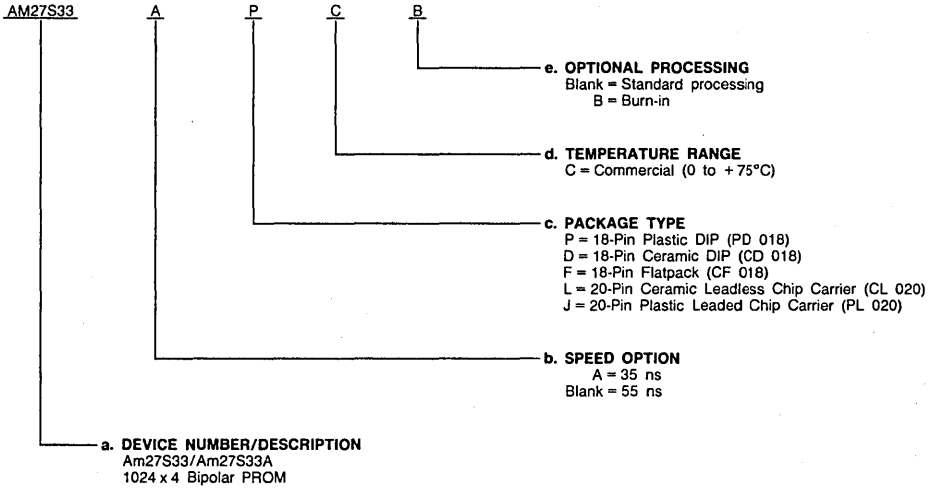 AM27S33 A P C B
e. OPTIONAL PROCESSING
Blank = Standard processing
B = Burn-in
d. TEMPERATURE RANGE
C = Commercial (0 to +75°C)
c. PACKAGE TYPE
P = 18-Pin Plastic DIP (PD 018)
D = 18-Pin Ceramic DIP (CD 018)
F = 18-Pin Flatpack (CF 018)
L = 20-Pin Ceramic Leadless Chip Carrier (CL 020)
J = 20-Pin Plastic Leaded Chip Carrier (PL 020)
b. SPEED OPTION
A = 35 ns
Blank = 55 ns
a. DEVICE NUMBER/DESCRIPTION
Am27S33/Am27S33A
1024 x 4 Bipolar PROM